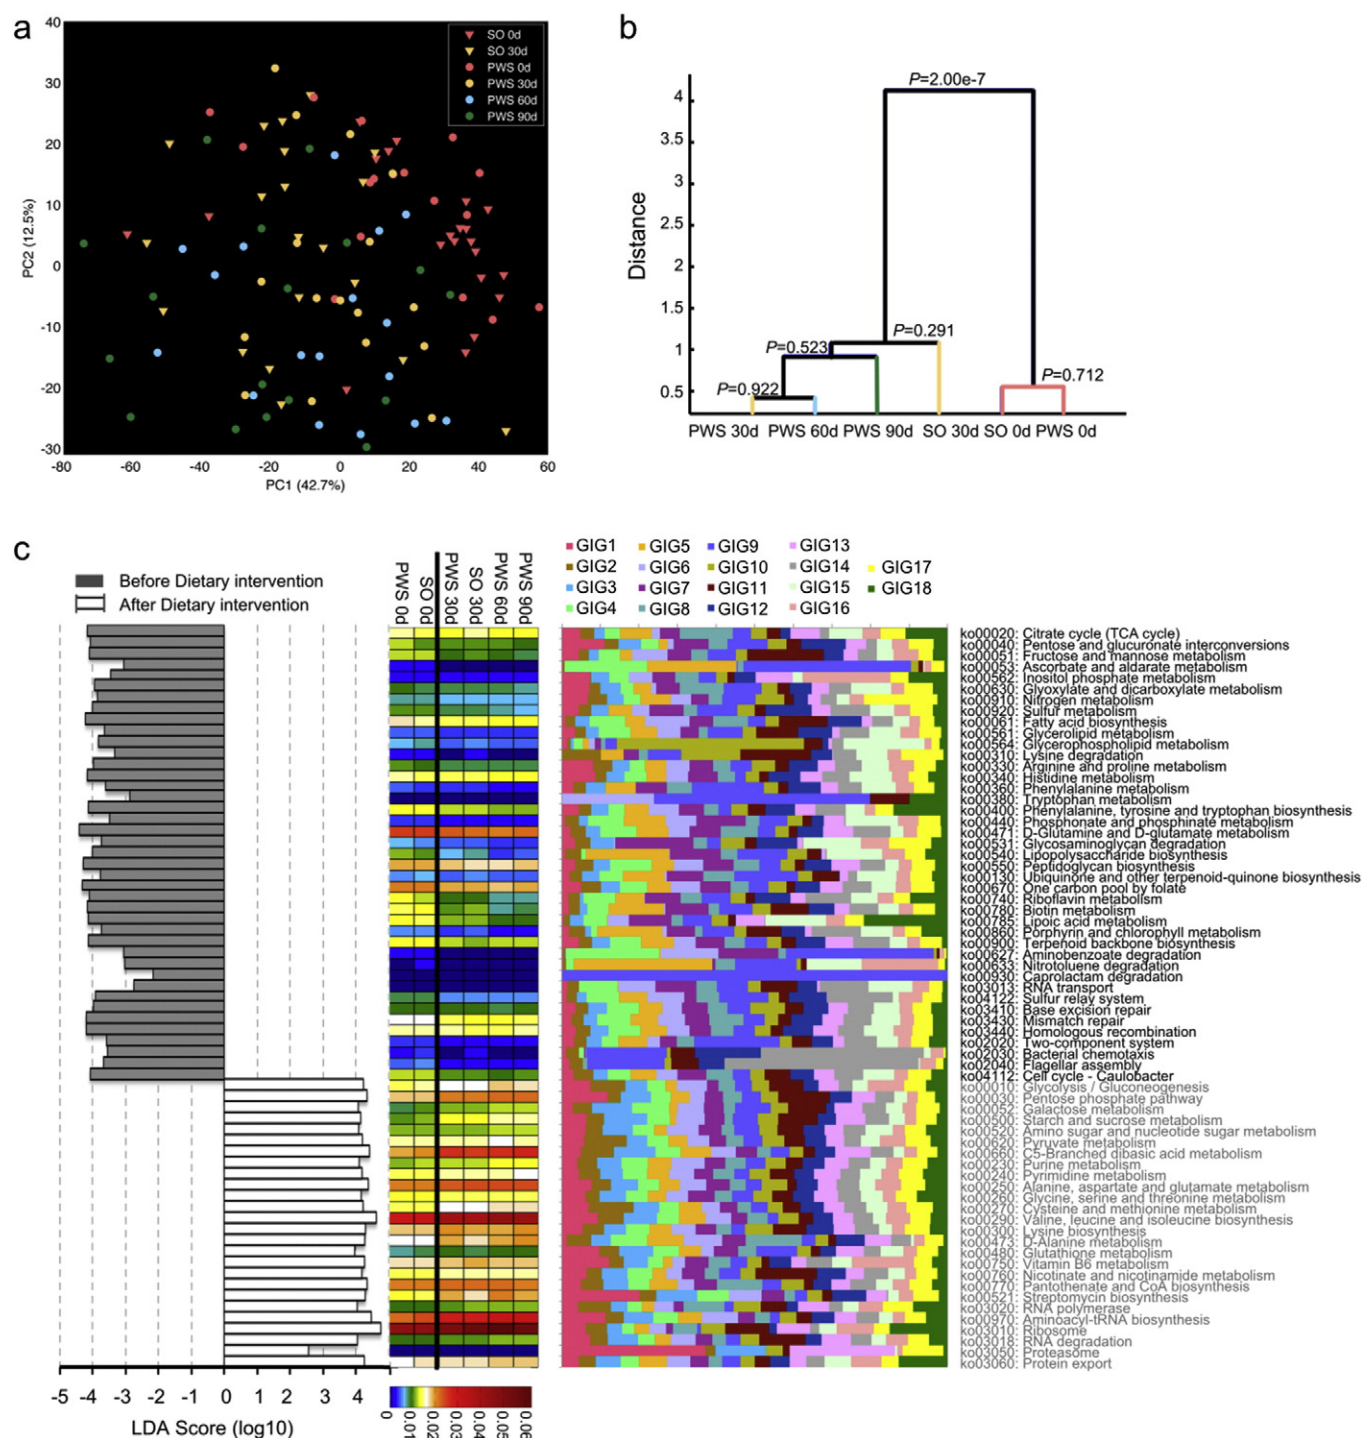 a
40
30
20
10
0
-10
-20
-30
PC2 (12.5%)
-80 -60 -40 -20 0 20 40 60
PC1 (42.7%)
SO 0d
SO 30d
PWS 0d
PWS 30d
PWS 60d
PWS 90d
b
Distance
4
3.5
3
2.5
2
1.5
1
0.5
P=2.00e-7
P=0.291
P=0.523
P=0.922
P=0.712
PWS 30d PWS 60d PWS 90d SO 30d SO 0d PWS 0d
c
Before Dietary intervention
After Dietary intervention
PWS 0d
SO 0d
PWS 30d
SO 30d
PWS 60d
PWS 90d
GIG1 GIG5 GIG9 GIG13
GIG2 GIG6 GIG10 GIG14 GIG17
GIG3 GIG7 GIG11 GIG15 GIG18
GIG4 GIG8 GIG12 GIG16
ko00020: Citrate cycle (TCA cycle)
ko00040: Pentose and glucuronate interconversions
ko00051: Fructose and mannose metabolism
ko00053: Ascorbate and aldarate metabolism
ko00562: Inositol phosphate metabolism
ko00630: Glyoxylate and dicarboxylate metabolism
ko00910: Nitrogen metabolism
ko00920: Sulfur metabolism
ko00061: Fatty acid biosynthesis
ko00561: Glycerolipid metabolism
ko00564: Glycerophospholipid metabolism
ko00310: Lysine degradation
ko00330: Arginine and proline metabolism
ko00340: Histidine metabolism
ko00360: Phenylalanine metabolism
ko00380: Tryptophan metabolism
ko00400: Phenylalanine, tyrosine and tryptophan biosynthesis
ko00440: Phosphonate and phosphinate metabolism
ko00471: D-Glutamine and D-glutamate metabolism
ko00531: Glycosaminoglycan degradation
ko00540: Lipopolysaccharide biosynthesis
ko00550: Peptidoglycan biosynthesis
ko00130: Ubiquinone and other terpenoid-quinone biosynthesis
ko00670: One carbon pool by folate
ko00740: Riboflavin metabolism
ko00780: Biotin metabolism
ko00785: Lipoic acid metabolism
ko00860: Porphyrin and chlorophyll metabolism
ko00900: Terpenoid backbone biosynthesis
ko00627: Aminobenzoate degradation
ko00633: Nitrotoluene degradation
ko00930: Caprolactam degradation
ko03013: RNA transport
ko04122: Sulfur relay system
ko03410: Base excision repair
ko03430: Mismatch repair
ko03440: Homologous recombination
ko02020: Two-component system
ko02030: Bacterial chemotaxis
ko02040: Flagellar assembly
ko04112: Cell cycle - Caulobacter
ko00010: Glycolysis / Gluconeogenesis
ko00030: Pentose phosphate pathway
ko00052: Galactose metabolism
ko00500: Starch and sucrose metabolism
ko00520: Amino sugar and nucleotide sugar metabolism
ko00620: Pyruvate metabolism
ko00660: C5-Branched dibasic acid metabolism
ko00230: Purine metabolism
ko00240: Pyrimidine metabolism
ko00250: Alanine, aspartate and glutamate metabolism
ko00260: Glycine, serine and threonine metabolism
ko00270: Cysteine and methionine metabolism
ko00290: Valine, leucine and isoleucine biosynthesis
ko00300: Lysine biosynthesis
ko00473: D-Alanine metabolism
ko00480: Glutathione metabolism
ko00750: Vitamin B6 metabolism
ko00760: Nicotinate and nicotinamide metabolism
ko00770: Pantothenate and CoA biosynthesis
ko00521: Streptomycin biosynthesis
ko03020: RNA polymerase
ko00970: Aminoacyl-tRNA biosynthesis
ko03010: Ribosome
ko03018: RNA degradation
ko03050: Proteasome
ko03060: Protein export
-5 -4 -3 -2 -1 0 1 2 3 4
LDA Score (log10)
0 0.01 0.02 0.03 0.04 0.05 0.06